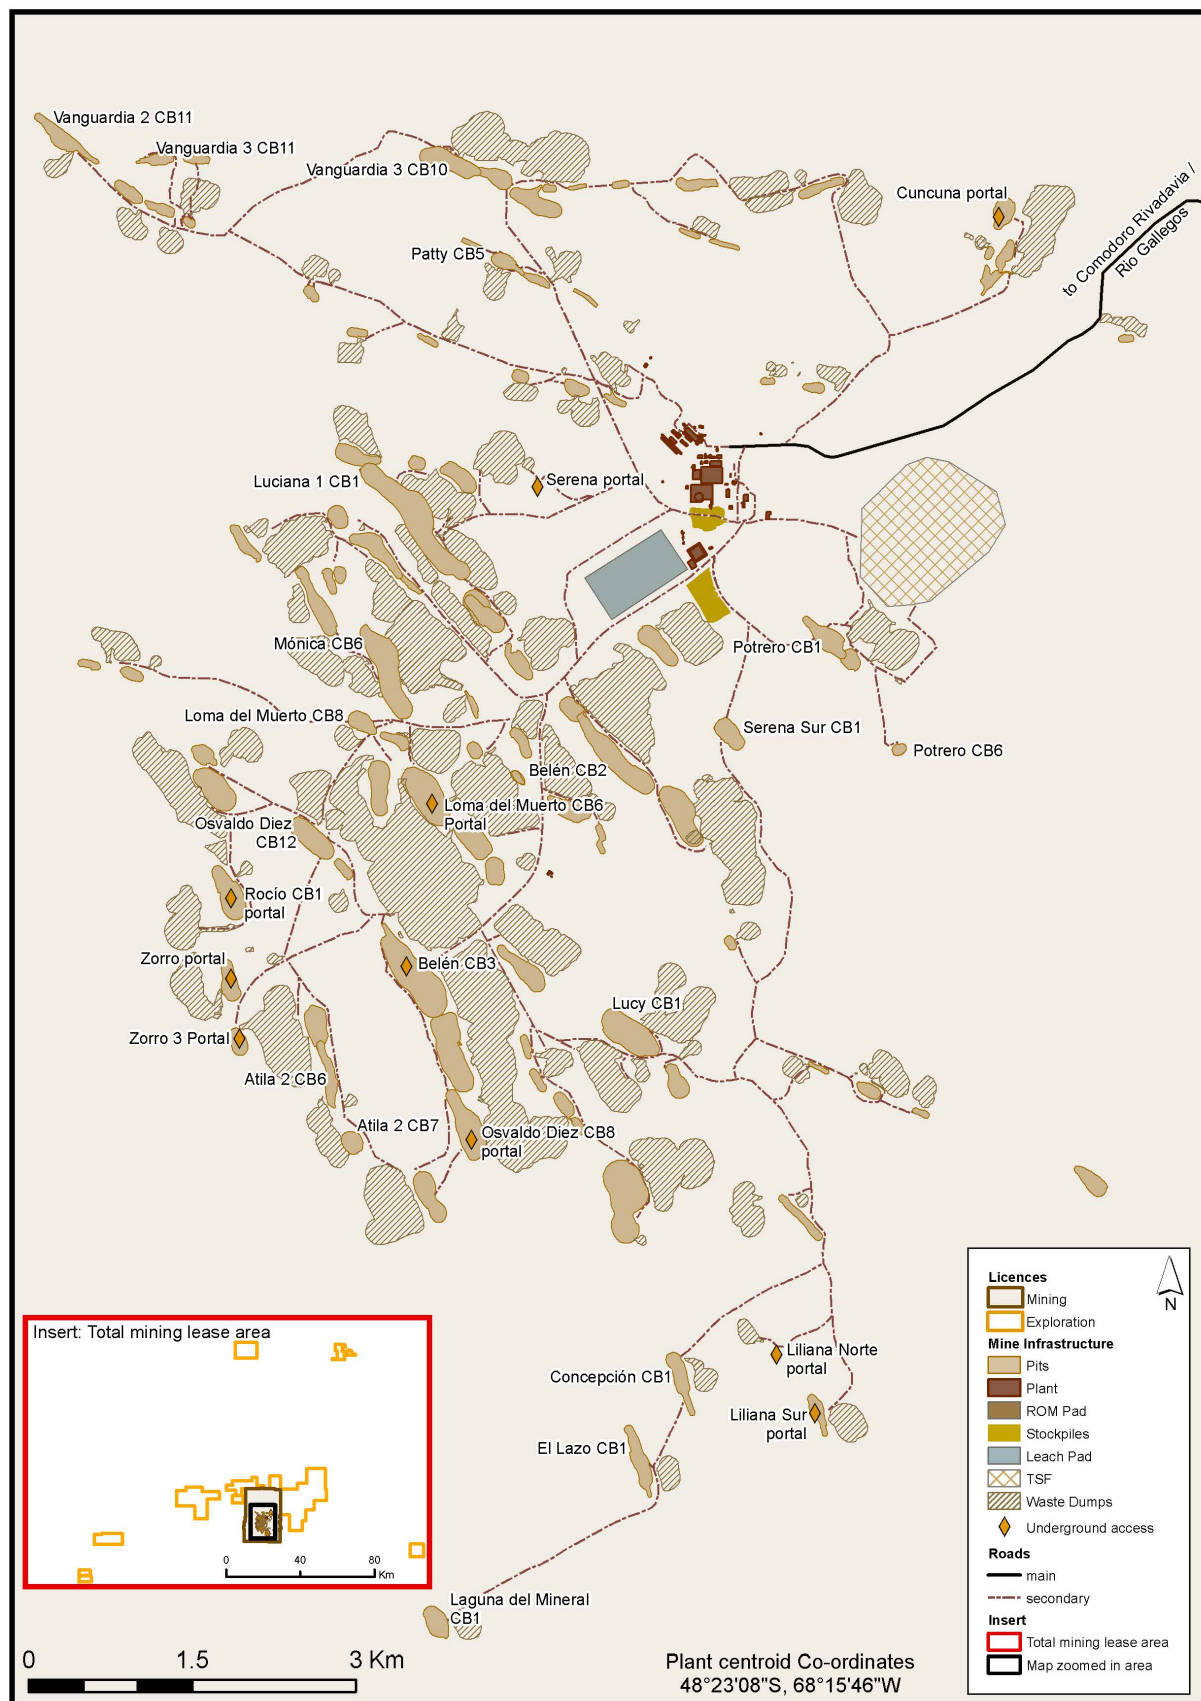 Vanguardia 2 CB11
Vanguardia 3 CB11
Vanguardia 3 CB10
Cuncuna portal
to Comodoro Rivadavia /
Rio Gallegos
Patty CB5
Luciana 1 CB1
Serena portal
Mónica CB6
Potrero CB1
Loma del Muerto CB8
Serena Sur CB1
Potrero CB6
Belén CB2
Loma del Muerto CB6
Portal
Osvaldo Diez
CB12
Rocío CB1
portal
Zorro portal
Belén CB3
Lucy CB1
Zorro 3 Portal
Atila 2 CB6
Atila 2 CB7
Osvaldo Diez CB8
portal
Liliana Norte
portal
Concepción CB1
Liliana Sur
portal
El Lazo CB1
Laguna del Mineral
CB1
Insert: Total mining lease area
0 40 80
Km
0 1.5 3 Km
Plant centroid Co-ordinates
48°23'08"S, 68°15'46"W
N
Licences
Mining
Exploration
Mine Infrastructure
Pits
Plant
ROM Pad
Stockpiles
Leach Pad
TSF
Waste Dumps
Underground access
Roads
main
secondary
Insert
Total mining lease area
Map zoomed in area